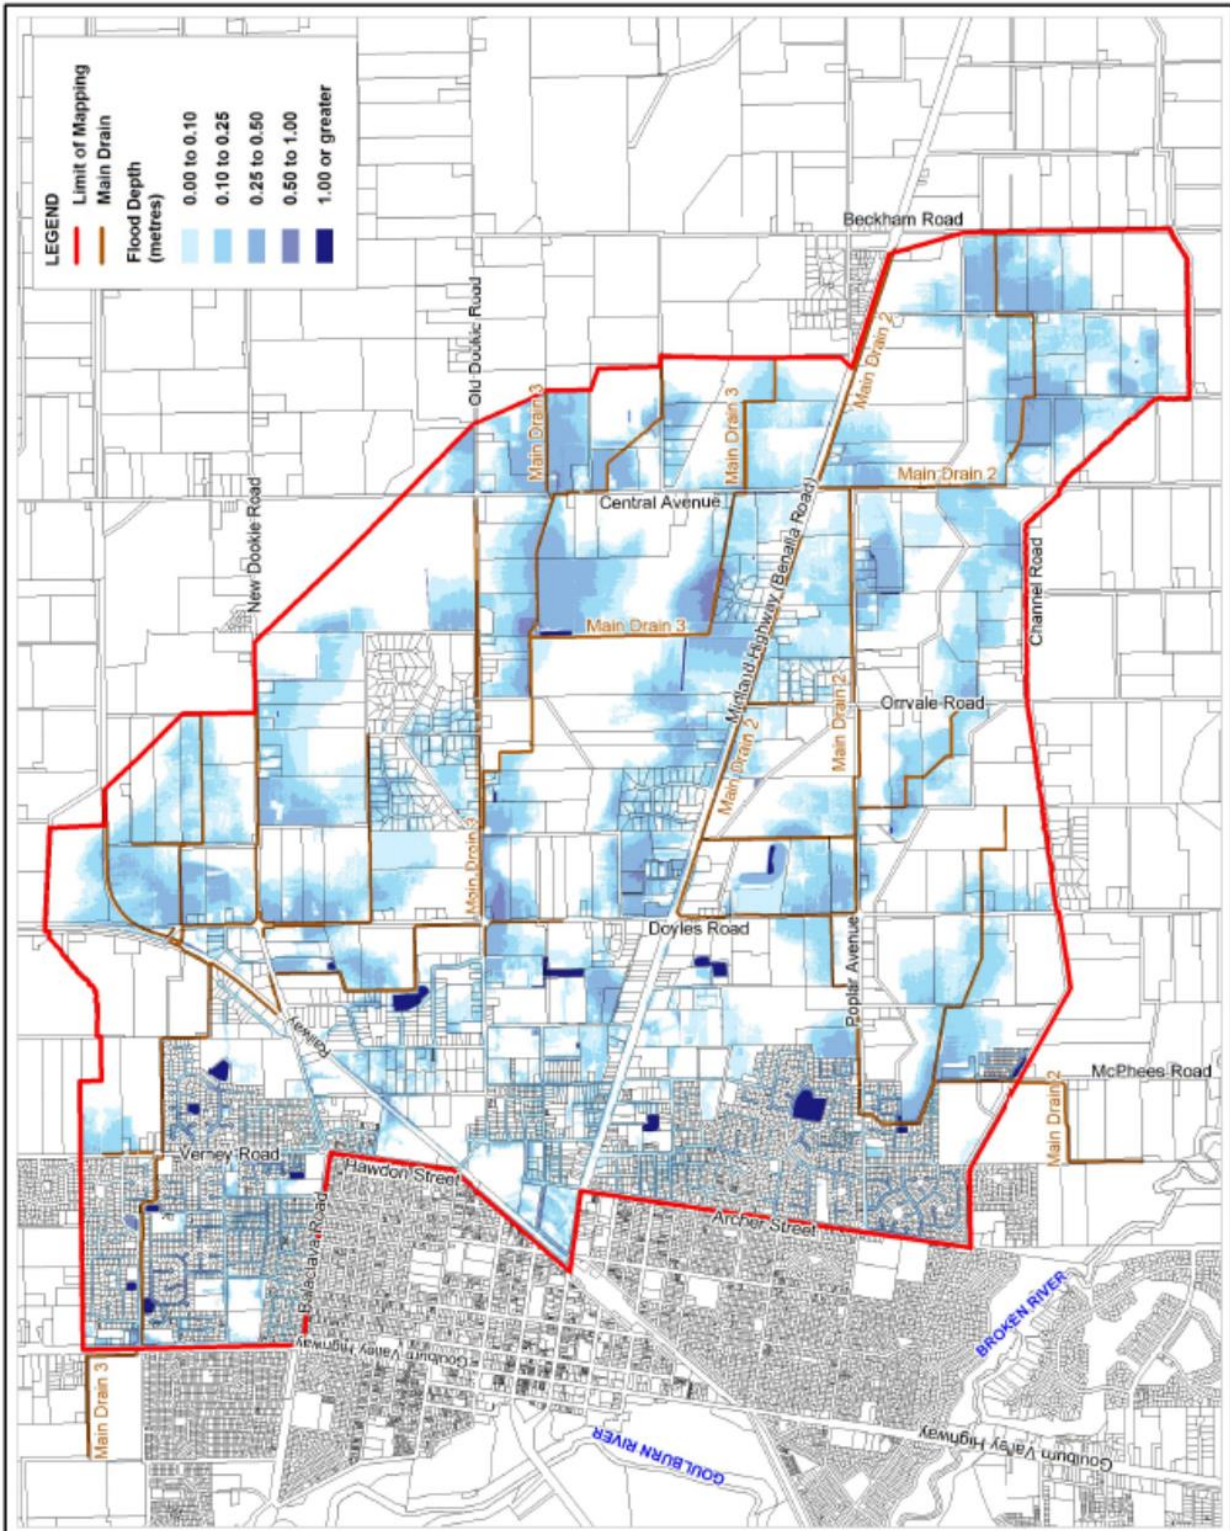 LEGEND
Limit of Mapping
Main Drain
Flood Depth
(metres)
0.00 to 0.10
0.10 to 0.25
0.25 to 0.50
0.50 to 1.00
1.00 or greater
Beckham Road
Old Dookie Road
Main Drain 2
Main Drain 3
Main Drain 3
Main Drain 2
New Dookie Road
Central Avenue
Midland Highway (Benalla Road)
Channel Road
Main Drain 3
Orrvale Road
Main Drain 2
Main Drain 2
Main Drain 3
Doyles Road
Poplar Avenue
Railway
McPhees Road
Main Drain 2
Verney Road
Hawdon Street
Archer Street
Balaclava Road
BROKEN RIVER
Goulburn Valley Highway
Main Drain 3
GOULBURN RIVER
Goulburn Valley Highway